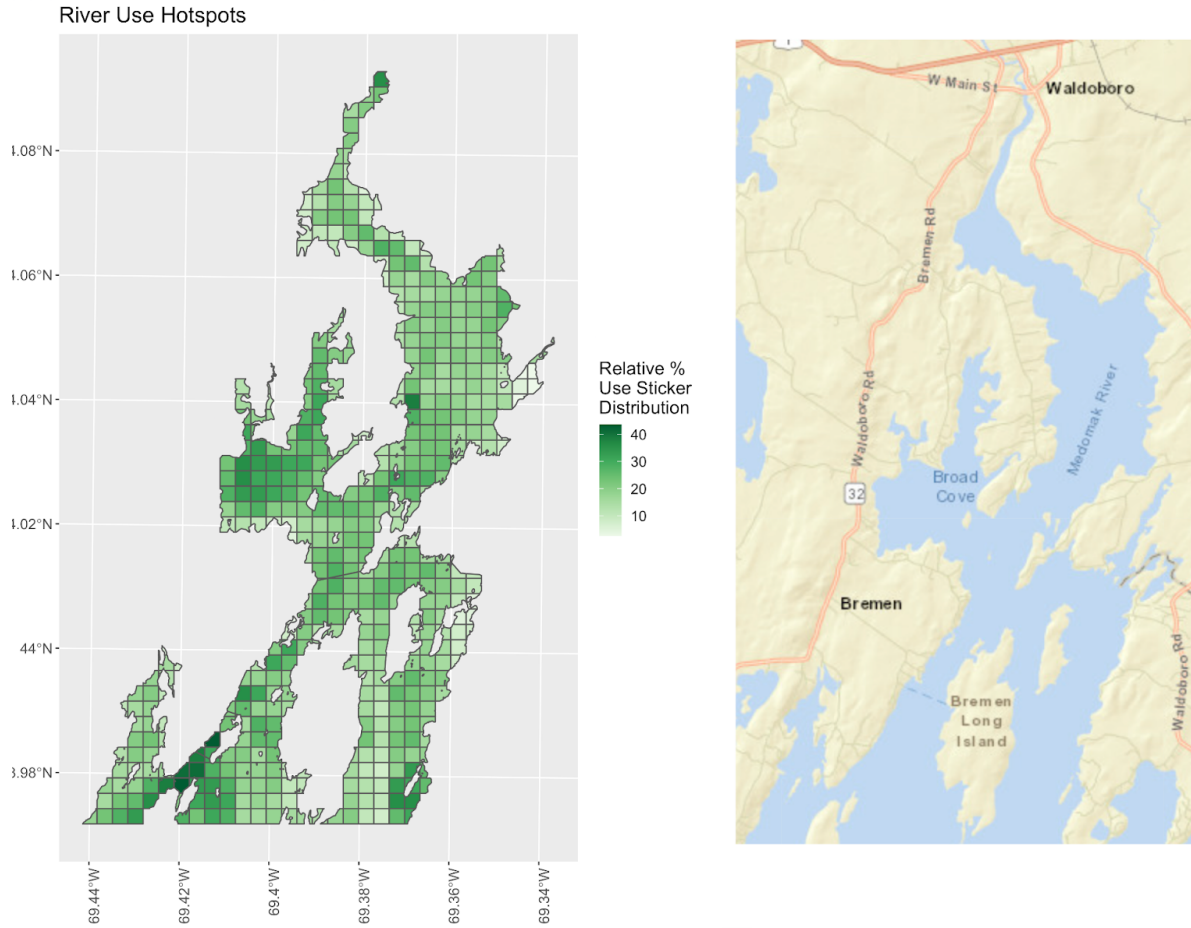 River Use Hotspots
4.08°N
4.06°N
4.04°N
4.02°N
44°N
3.98°N
69.44°W
69.42°W
69.4°W
69.38°W
69.36°W
69.34°W
Relative %
Use Sticker
Distribution
40
30
20
10
1
W Main St
Waldoboro
Bremen Rd
Waldoboro Rd
Medomak River
Broad
Cove
32
Bremen
Bremen
Long
Island
Waldoboro Rd